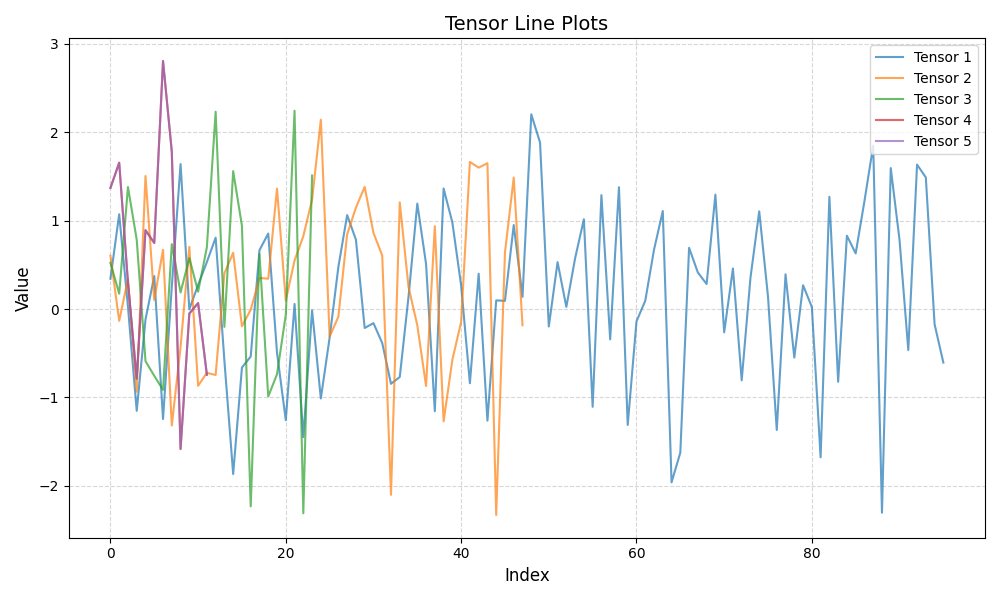 Tensor Line Plots
Tensor 1
Tensor 2
Tensor 3
Tensor 4
Tensor 5
3
2
1
0
−1
−2
Value
0
20
40
60
80
Index